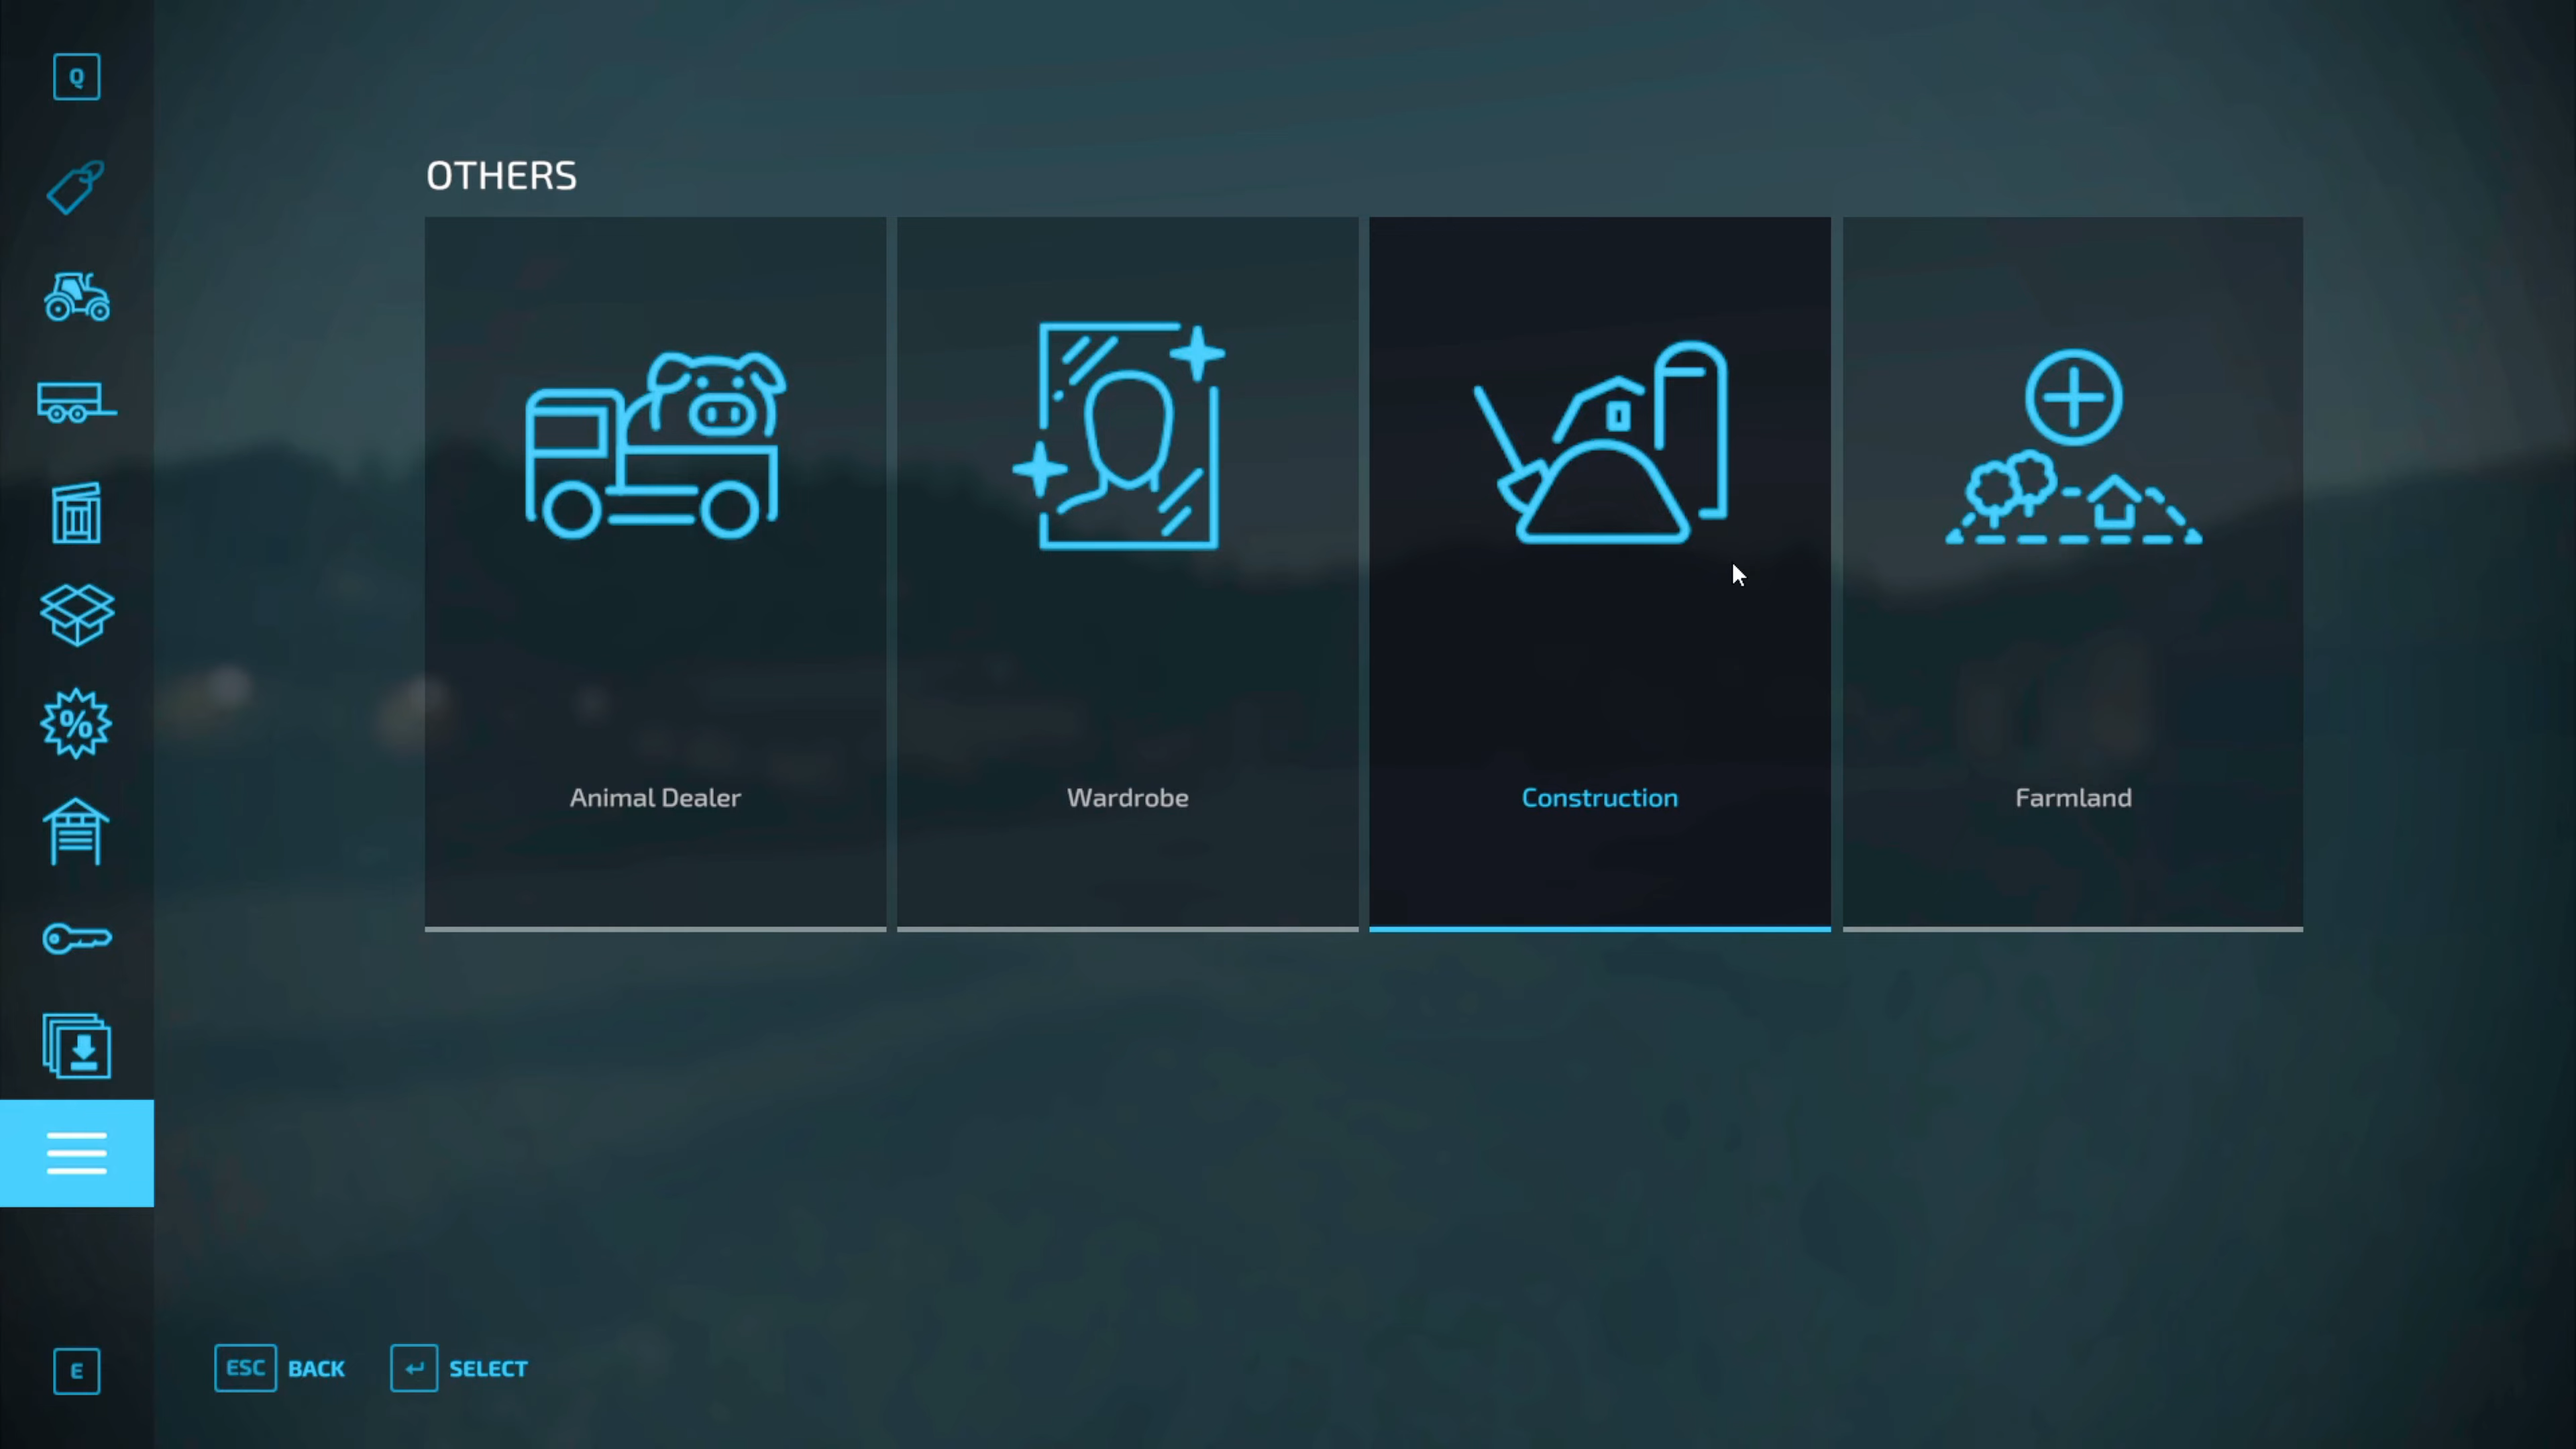 Q
OTHERS
%
Animal Dealer
Wardrobe
Construction
Farmland
E
ESC BACK
SELECT